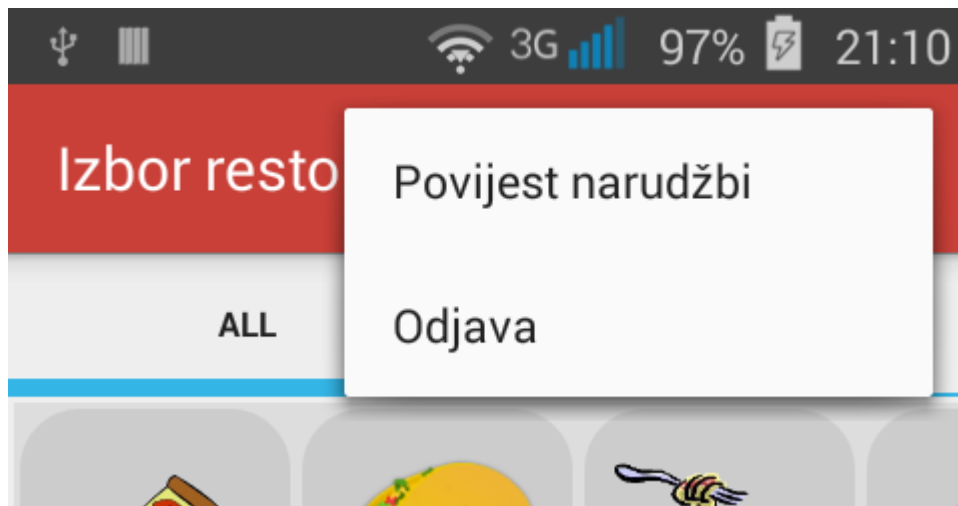 3G 97% 21:10
Izbor resto
Povijest narudžbi
Odjava
ALL